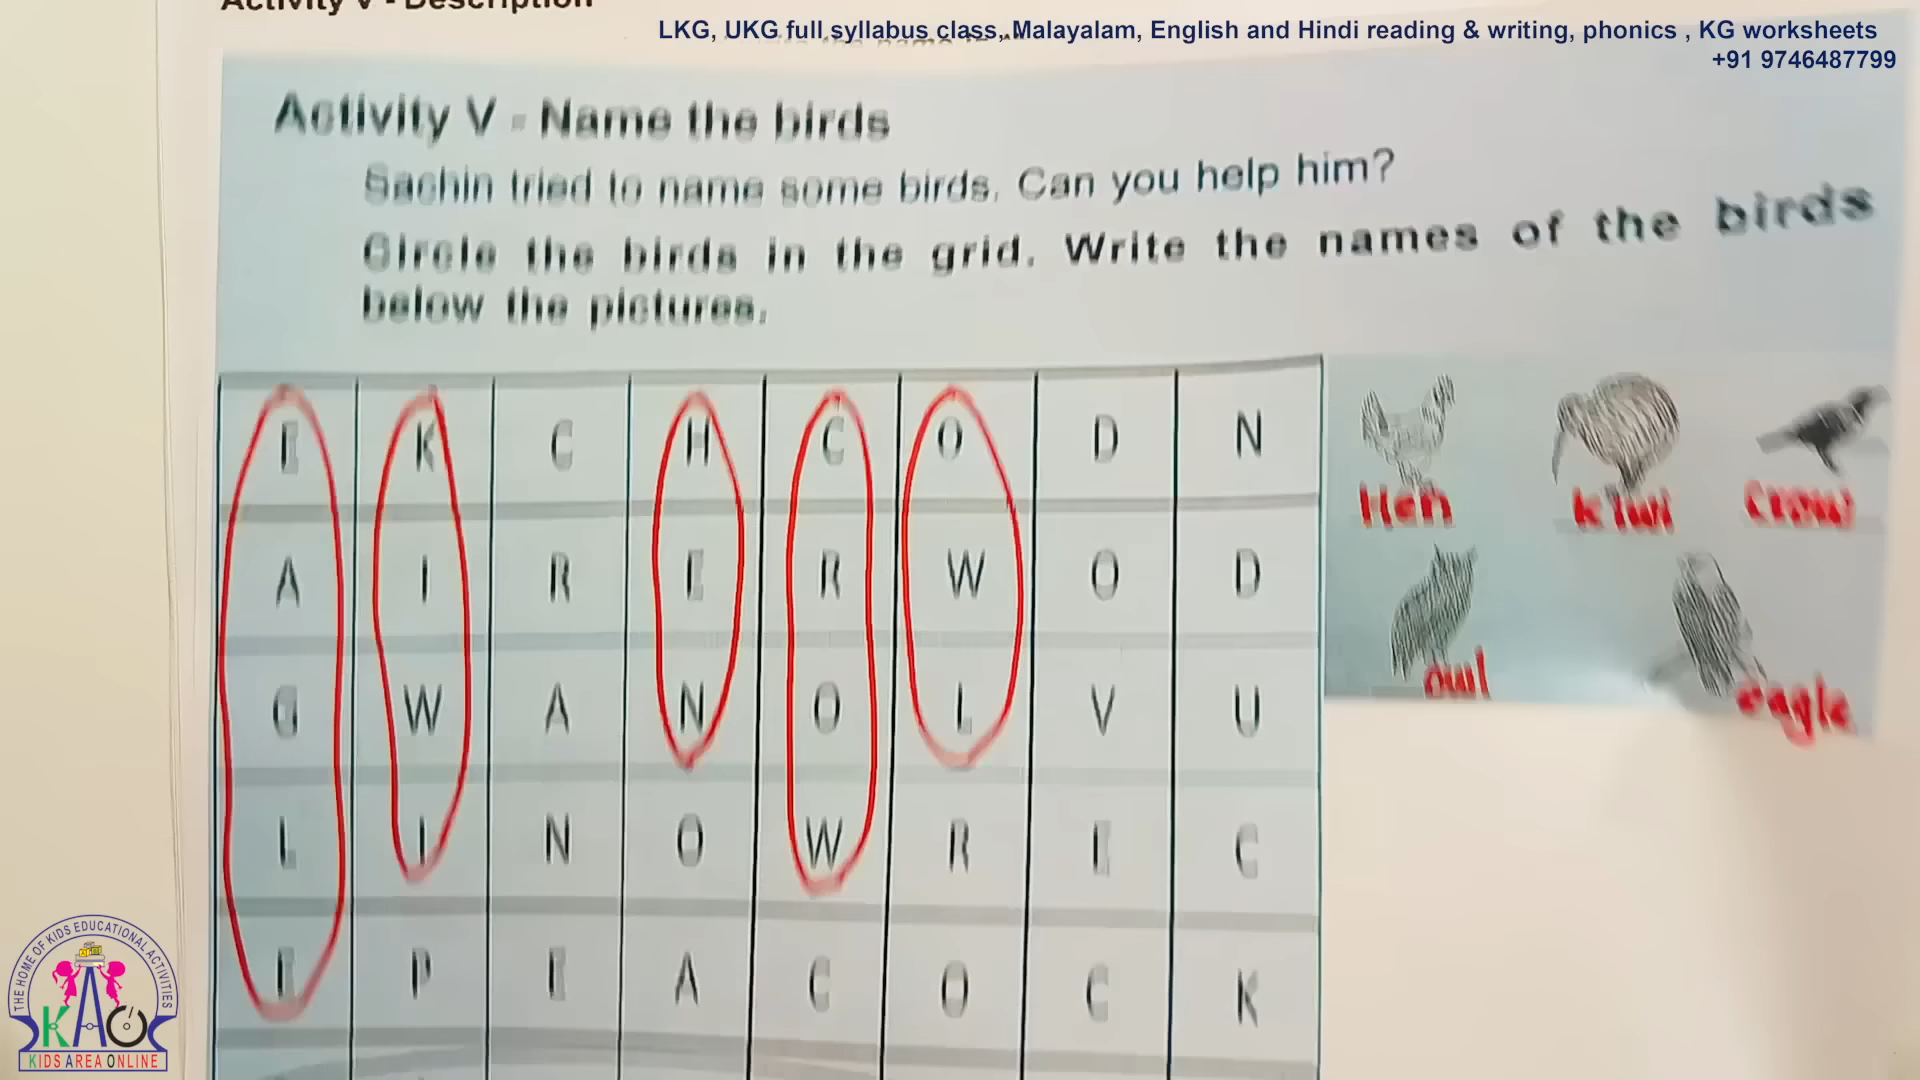 Activity V - Description
LKG, UKG full syllabus class, Malayalam, English and Hindi reading & writing, phonics , KG worksheets
+91 9746487799
Activity V - Name the birds
Sachin tried to name some birds. Can you help him?
Circle the birds in the grid. Write the names of the birds
below the pictures.
E K C H C O D N
A I R E R W O D
G W A N O L V U
L I N O W R E C
E P E A C O C K
Hen kiwi Crow
owl eagle
THE HOME OF KIDS EDUCATIONAL ACTIVITIES
KAO
KIDS AREA ONLINE